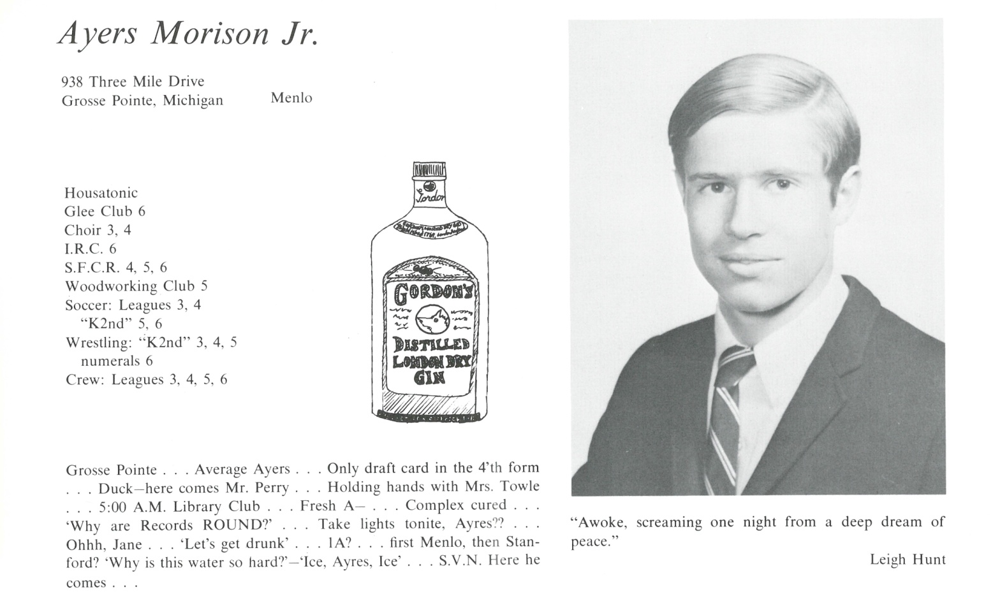 Ayers Morison Jr.
938 Three Mile Drive
Grosse Pointe, Michigan
Menlo
Housatonic
Glee Club 6
Choir 3, 4
I.R.C. 6
S.F.C.R. 4, 5, 6
Woodworking Club 5
Soccer: Leagues 3, 4
“K2nd” 5, 6
Wrestling: “K2nd” 3, 4, 5
numerals 6
Crew: Leagues 3, 4, 5, 6
Gordon
GORDON'S
DISTILLED
LONDON DRY
GIN
Grosse Pointe . . . Average Ayers . . . Only draft card in the 4’th form
. . . Duck—here comes Mr. Perry . . . Holding hands with Mrs. Towle
. . . 5:00 A.M. Library Club . . . Fresh A— . . . Complex cured . . .
‘Why are Records ROUND?’ . . . Take lights tonite, Ayres?? . . .
Ohhh, Jane . . . ‘Let’s get drunk’ . . . 1A? . . . first Menlo, then Stan-
ford? ‘Why is this water so hard?’—‘Ice, Ayres, Ice’ . . . S.V.N. Here he
comes . . .
“Awoke, screaming one night from a deep dream of
peace.”
Leigh Hunt